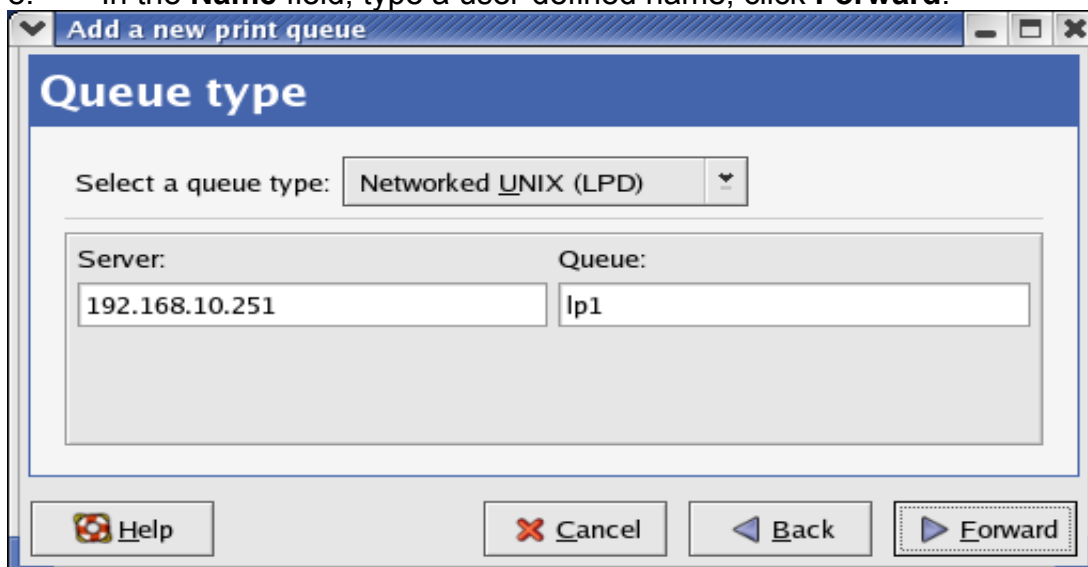 in the Name field, type a user-defined name, click Forward.
Add a new print queue
Queue type
Select a queue type: Networked UNIX (LPD)
Server: Queue:
192.168.10.251 lp1
Help Cancel Back Forward